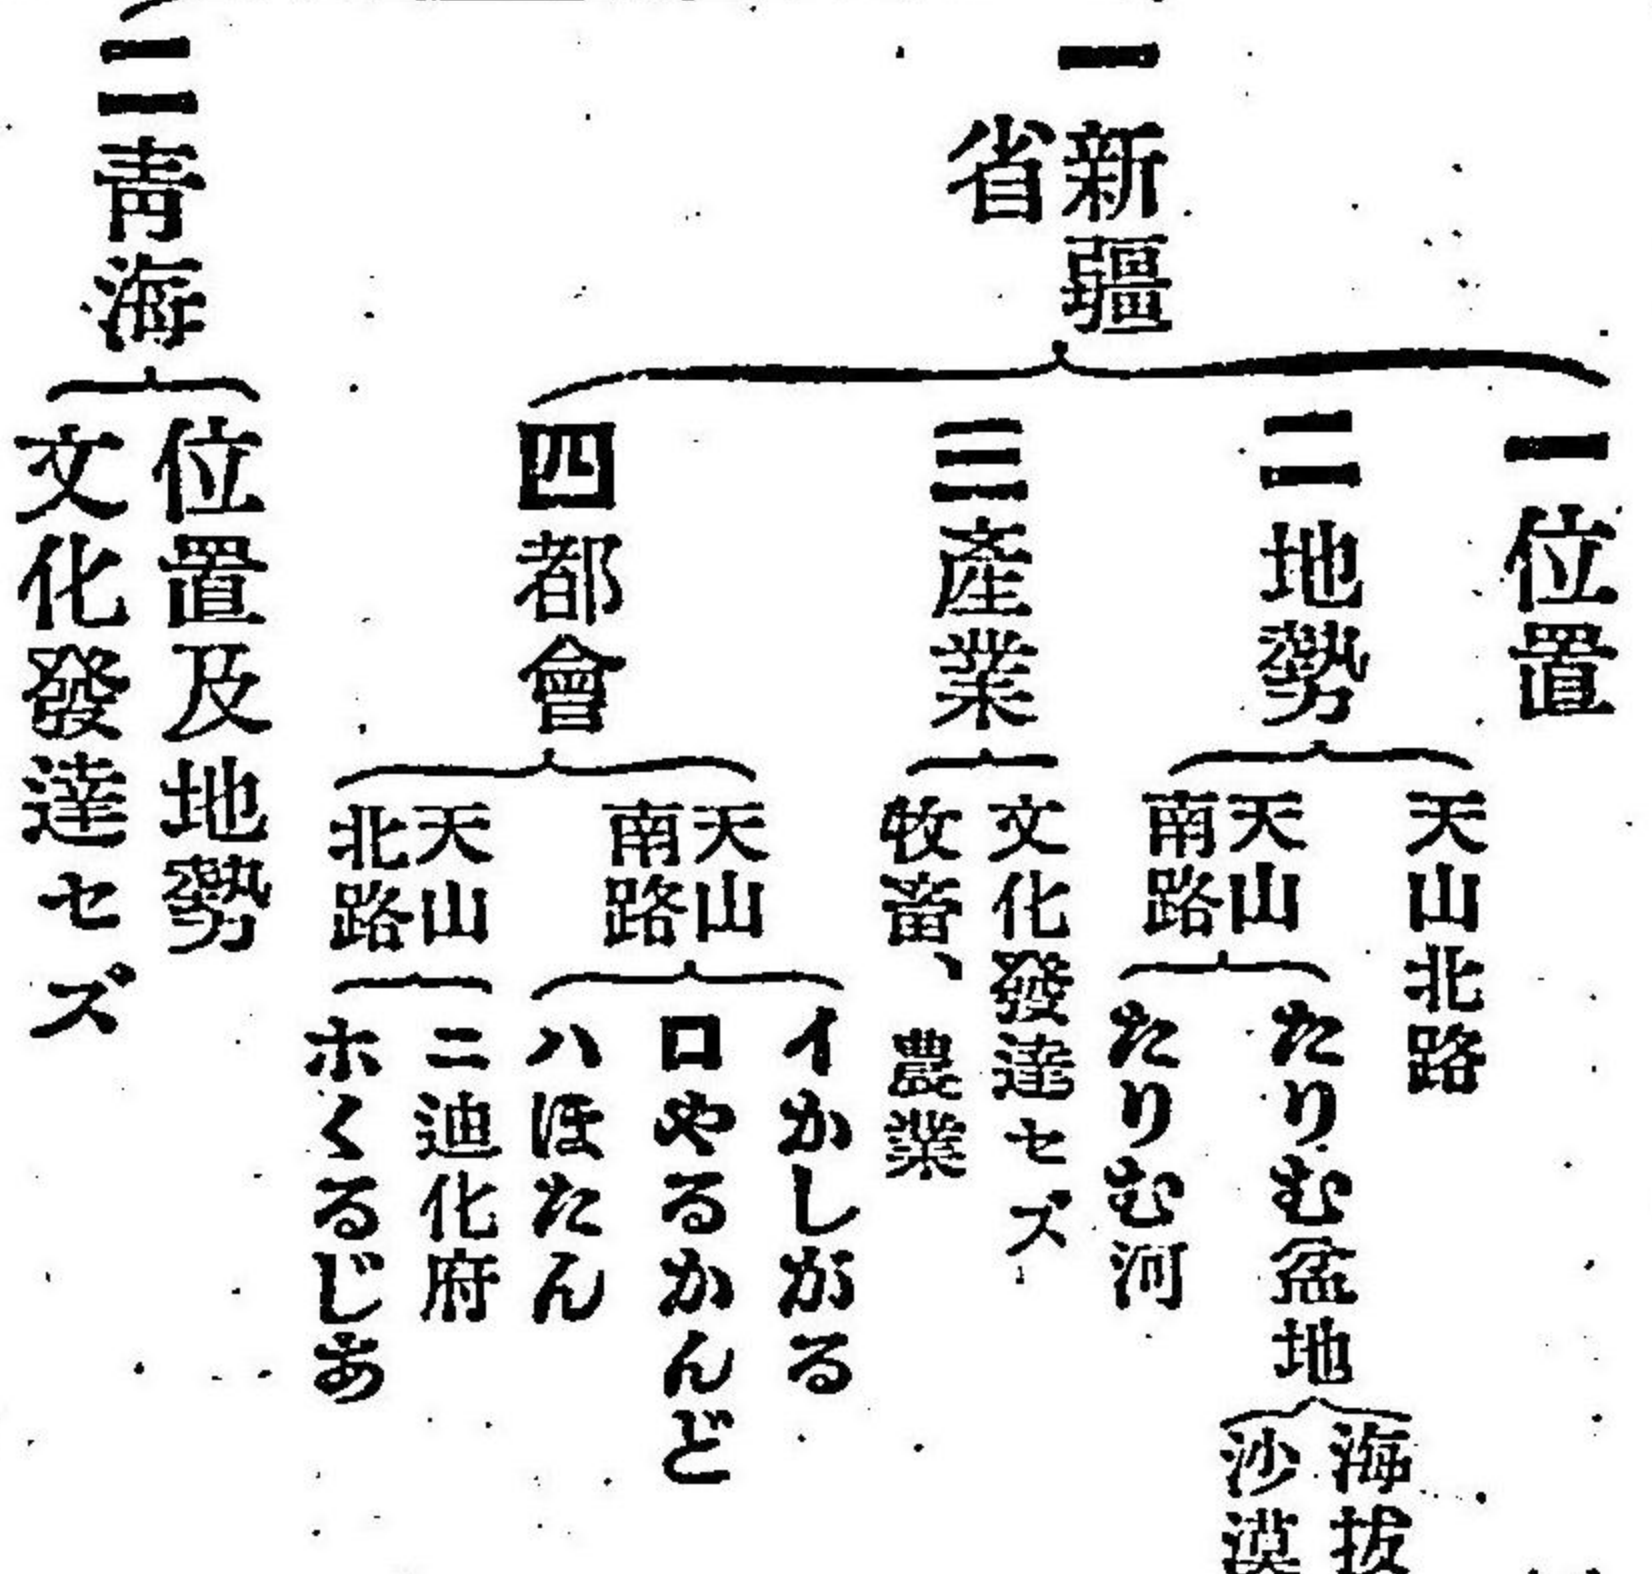 一新疆
省
一位置
二地勢
天山北路
天山
南路
たりむ盆地
海拔
沙漠
たりむ河
三產業
文化發達セズ
牧畜、農業
四都會
天山
南路
イかしがる
ロやるかんど
ハほたん
天山
北路
ニ迪化府
ホくるじあ
二青海
位置及地勢
文化發達セズ